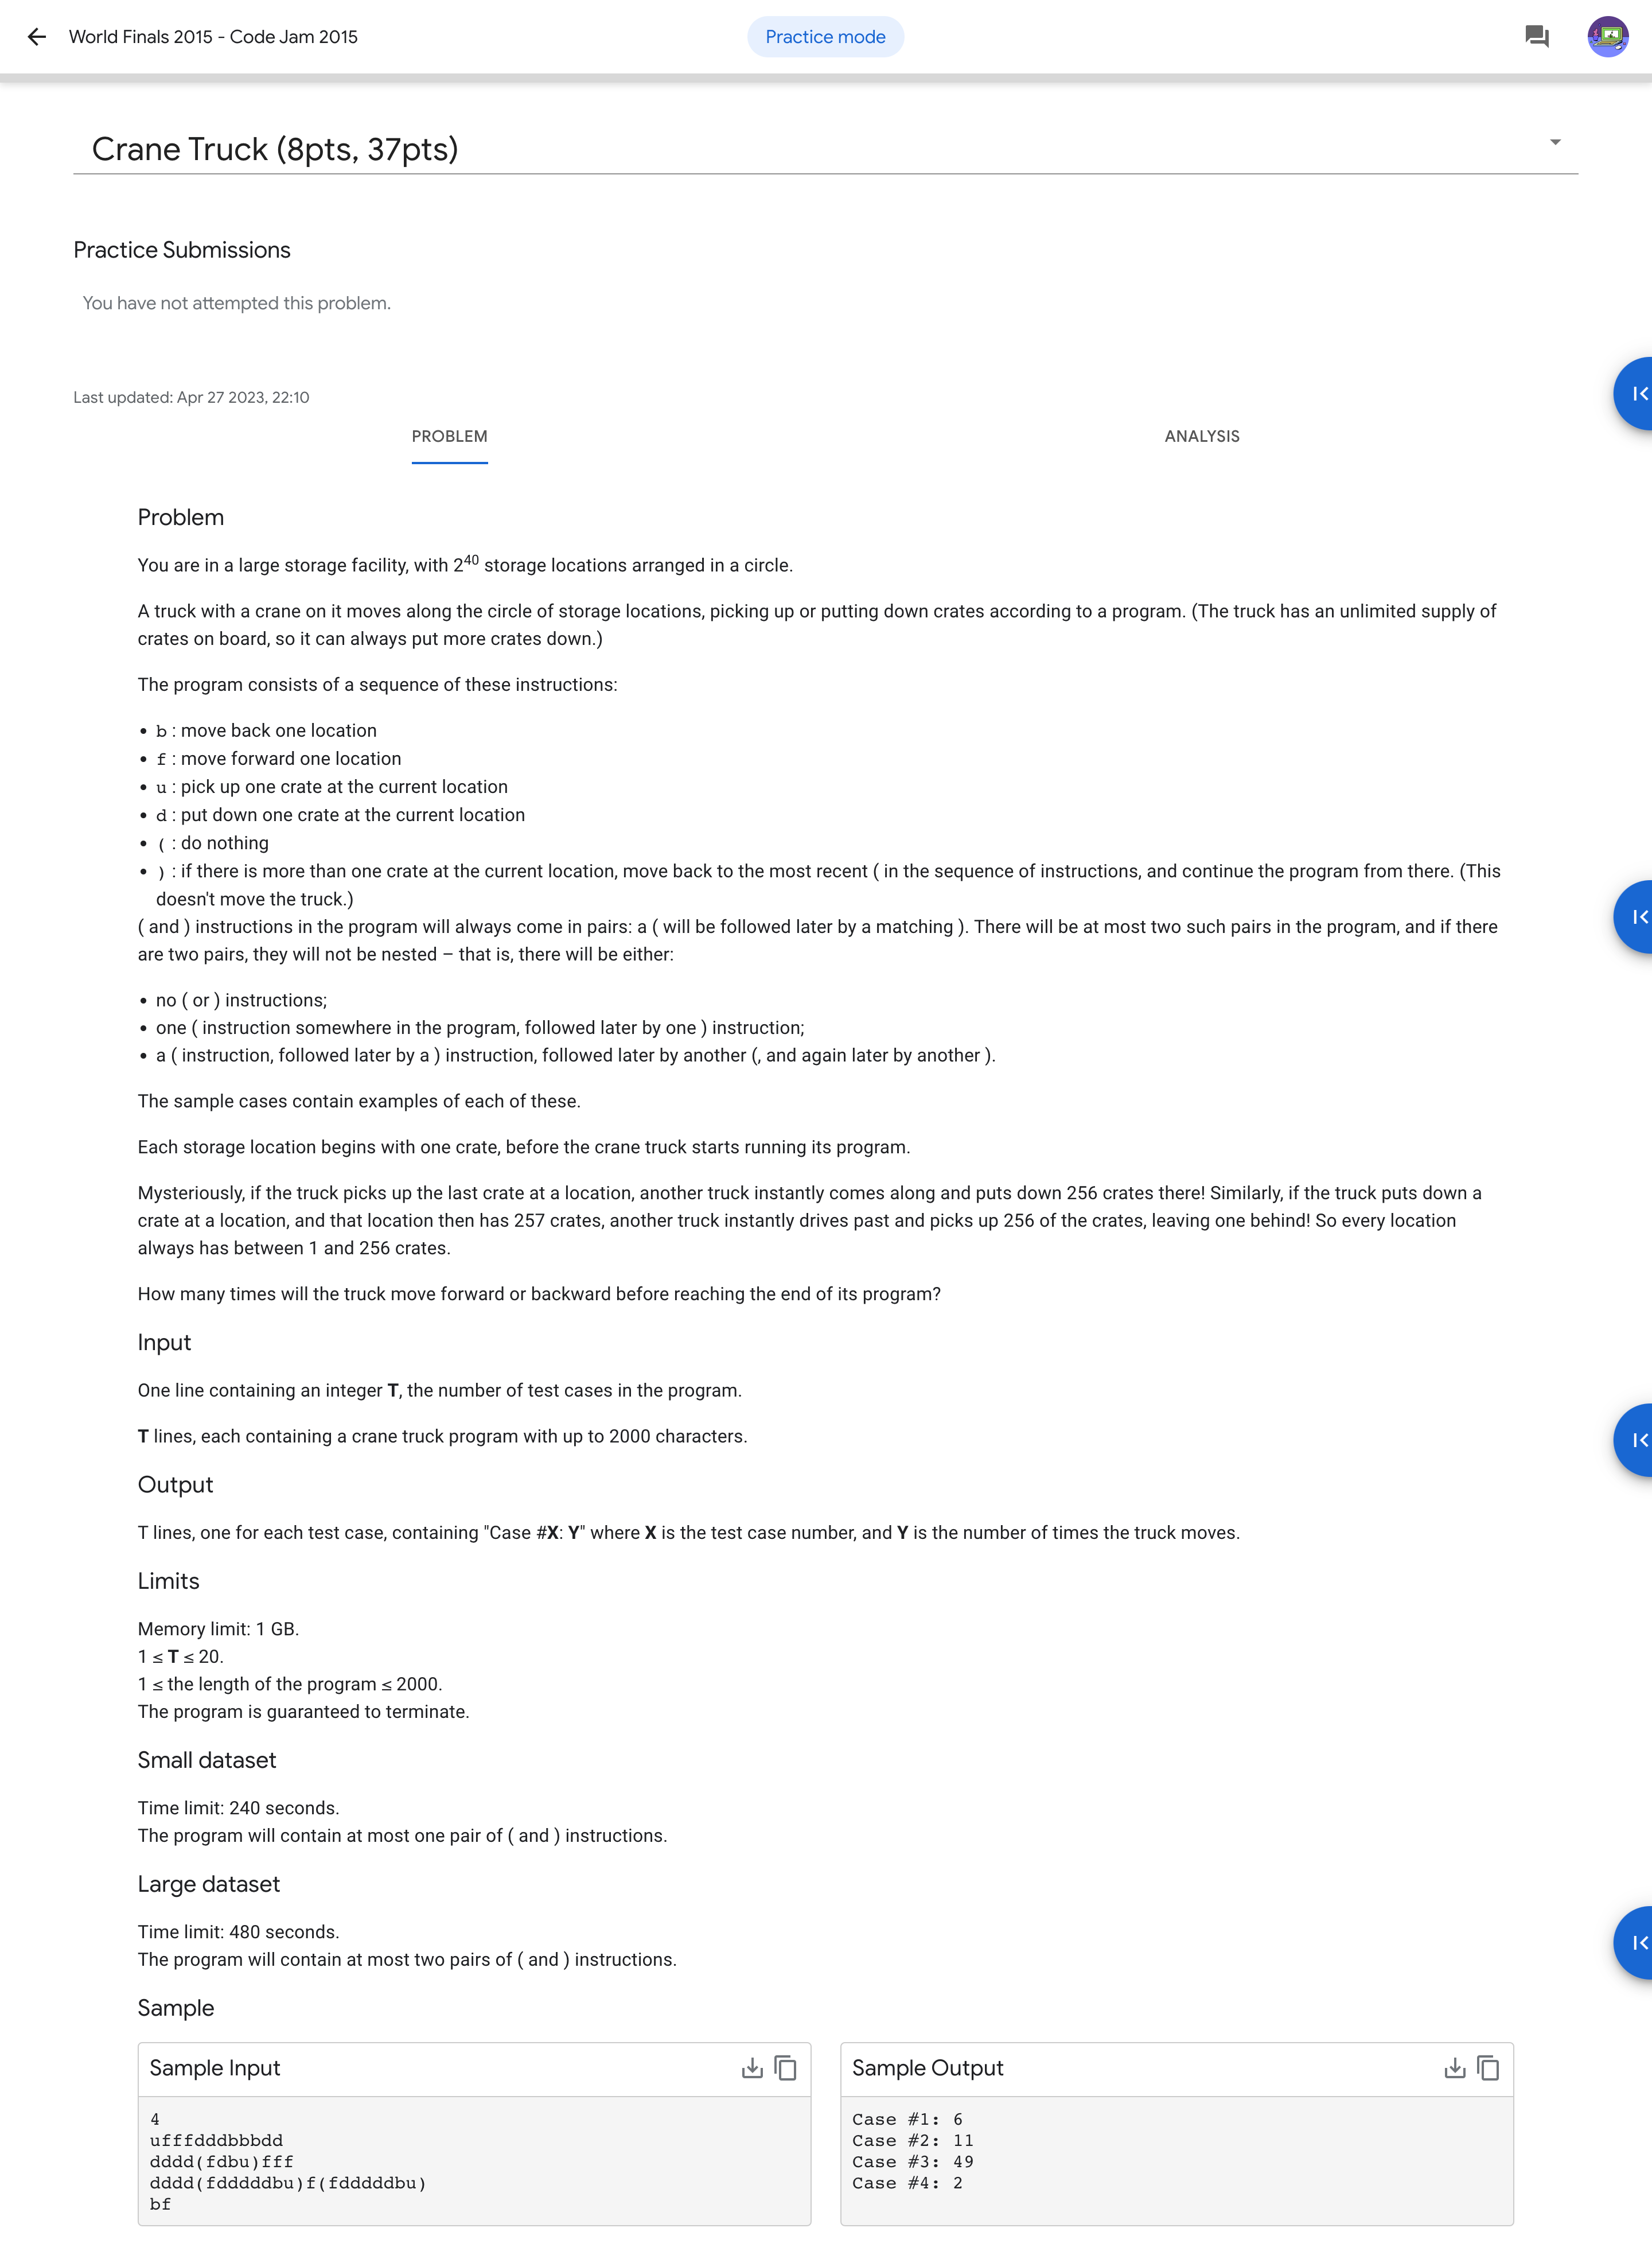 World Finals 2015 - Code Jam 2015
Practice mode
Crane Truck (8pts, 37pts)
Practice Submissions
You have not attempted this problem.
Last updated: Apr 27 2023, 22:10
PROBLEM
ANALYSIS
Problem
You are in a large storage facility, with 2⁴⁰ storage locations arranged in a circle.
A truck with a crane on it moves along the circle of storage locations, picking up or putting down crates according to a program. (The truck has an unlimited supply of
crates on board, so it can always put more crates down.)
The program consists of a sequence of these instructions:
• b : move back one location
• f : move forward one location
• u : pick up one crate at the current location
• d : put down one crate at the current location
• ( : do nothing
• ) : if there is more than one crate at the current location, move back to the most recent ( in the sequence of instructions, and continue the program from there. (This
doesn't move the truck.)
( and ) instructions in the program will always come in pairs: a ( will be followed later by a matching ). There will be at most two such pairs in the program, and if there
are two pairs, they will not be nested – that is, there will be either:
• no ( or ) instructions;
• one ( instruction somewhere in the program, followed later by one ) instruction;
• a ( instruction, followed later by a ) instruction, followed later by another (, and again later by another ).
The sample cases contain examples of each of these.
Each storage location begins with one crate, before the crane truck starts running its program.
Mysteriously, if the truck picks up the last crate at a location, another truck instantly comes along and puts down 256 crates there! Similarly, if the truck puts down a
crate at a location, and that location then has 257 crates, another truck instantly drives past and picks up 256 of the crates, leaving one behind! So every location
always has between 1 and 256 crates.
How many times will the truck move forward or backward before reaching the end of its program?
Input
One line containing an integer T, the number of test cases in the program.
T lines, each containing a crane truck program with up to 2000 characters.
Output
T lines, one for each test case, containing "Case #X: Y" where X is the test case number, and Y is the number of times the truck moves.
Limits
Memory limit: 1 GB.
1 ≤ T ≤ 20.
1 ≤ the length of the program ≤ 2000.
The program is guaranteed to terminate.
Small dataset
Time limit: 240 seconds.
The program will contain at most one pair of ( and ) instructions.
Large dataset
Time limit: 480 seconds.
The program will contain at most two pairs of ( and ) instructions.
Sample
Sample Input
4
ufffdddbbbdd
dddd(fdbu)fff
dddd(fdddddbu)f(fdddddbu)
bf
Sample Output
Case #1: 6
Case #2: 11
Case #3: 49
Case #4: 2